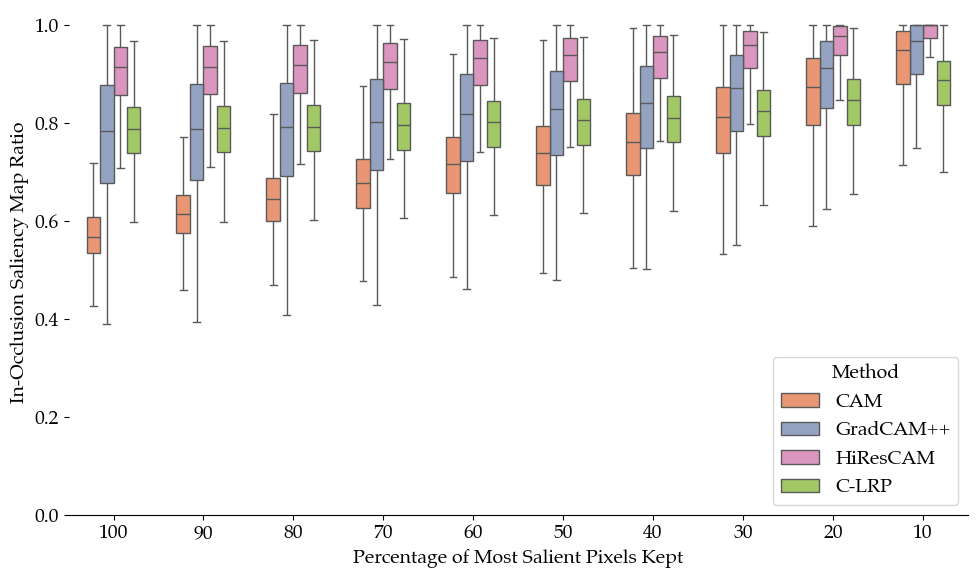 In-Occlusion Saliency Map Ratio
1.0
0.8
0.6
0.4
0.2
0.0
Method
CAM
GradCAM++
HiResCAM
C-LRP
100 90 80 70 60 50 40 30 20 10
Percentage of Most Salient Pixels Kept